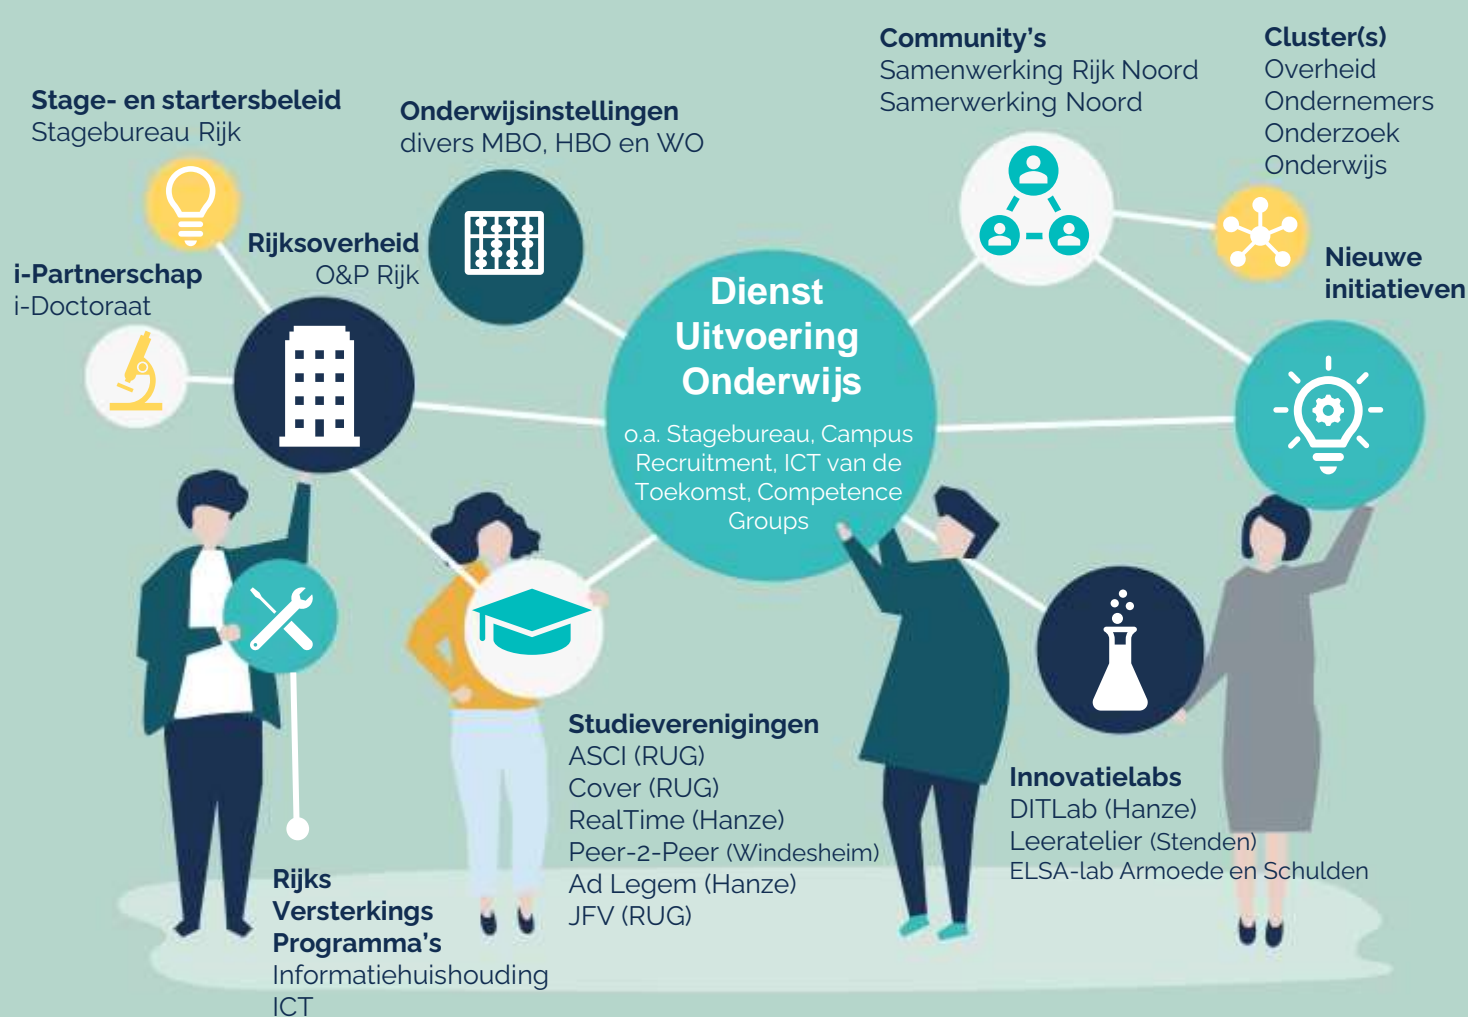 Stage- en startersbeleid
Stagebureau Rijk
i-Partnerschap
i-Doctoraat
Rijksoverheid
O&P Rijk
Onderwijsinstellingen
divers MBO, HBO en WO
Community's
Samenwerking Rijk Noord
Samerwerking Noord
Cluster(s)
Overheid
Ondernemers
Onderzoek
Onderwijs
Nieuwe
initiatieven
Dienst
Uitvoering
Onderwijs
o.a. Stagebureau, Campus
Recruitment, ICT van de
Toekomst, Competence
Groups
Rijks
Versterkings
Programma's
Informatiehuishouding
ICT
Studieverenigingen
ASCI (RUG)
Cover (RUG)
RealTime (Hanze)
Peer-2-Peer (Windesheim)
Ad Legem (Hanze)
JFV (RUG)
Innovatielabs
DITLab (Hanze)
Leeratelier (Stenden)
ELSA-lab Armoede en Schulden